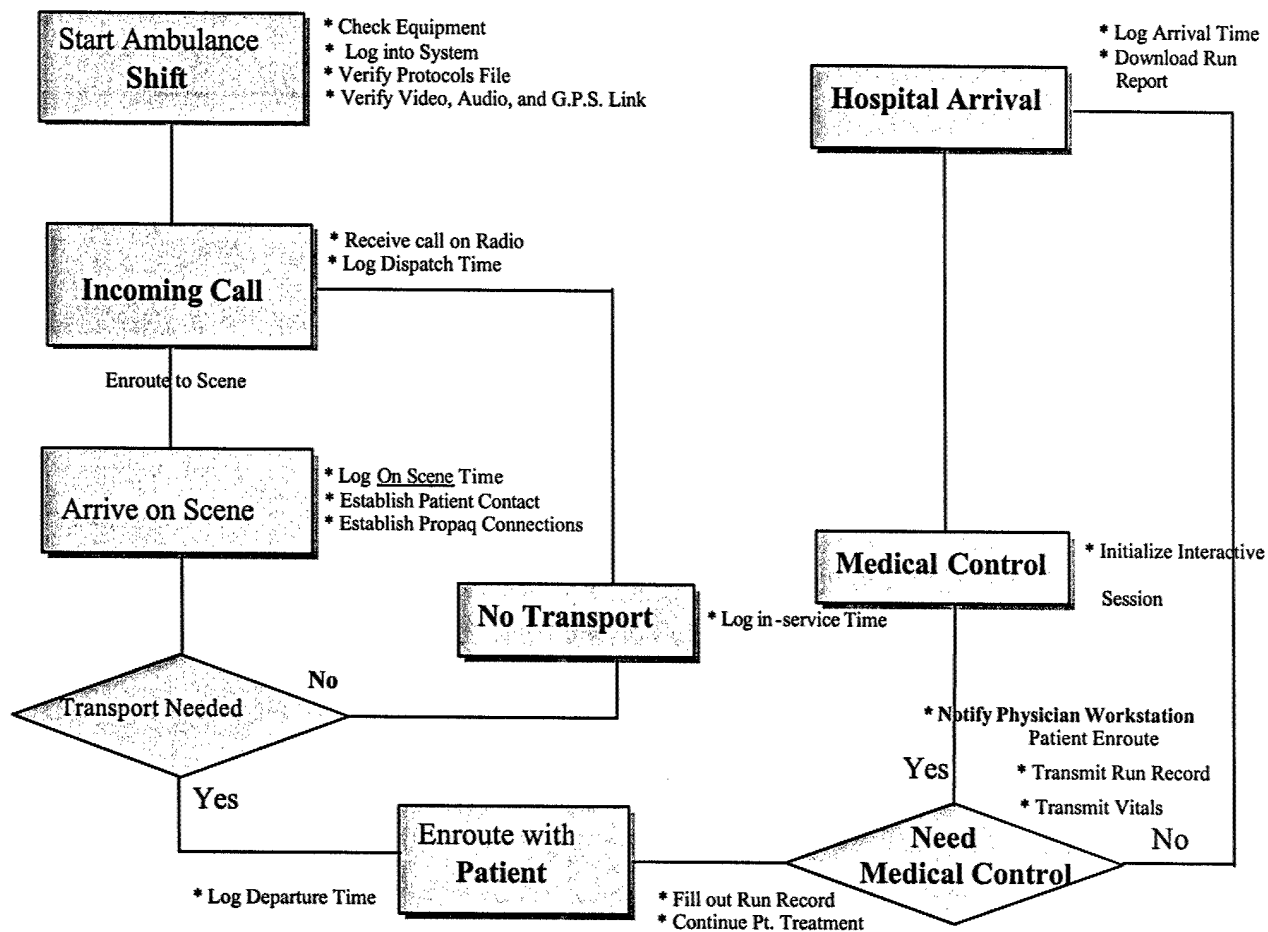 Start Ambulance
Shift
* Check Equipment
* Log into System
* Verify Protocols File
* Verify Video, Audio, and G.P.S. Link
Incoming Call
* Receive call on Radio
* Log Dispatch Time
Enroute to Scene
Arrive on Scene
* Log On Scene Time
* Establish Patient Contact
* Establish Propaq Connections
No Transport
* Log in-service Time
Transport Needed
No
Yes
Enroute with
Patient
* Log Departure Time
* Fill out Run Record
* Continue Pt. Treatment
Need
Medical Control
Yes
No
* Notify Physician Workstation
Patient Enroute
* Transmit Run Record
* Transmit Vitals
Medical Control
* Initialize Interactive
Session
Hospital Arrival
* Log Arrival Time
* Download Run
Report